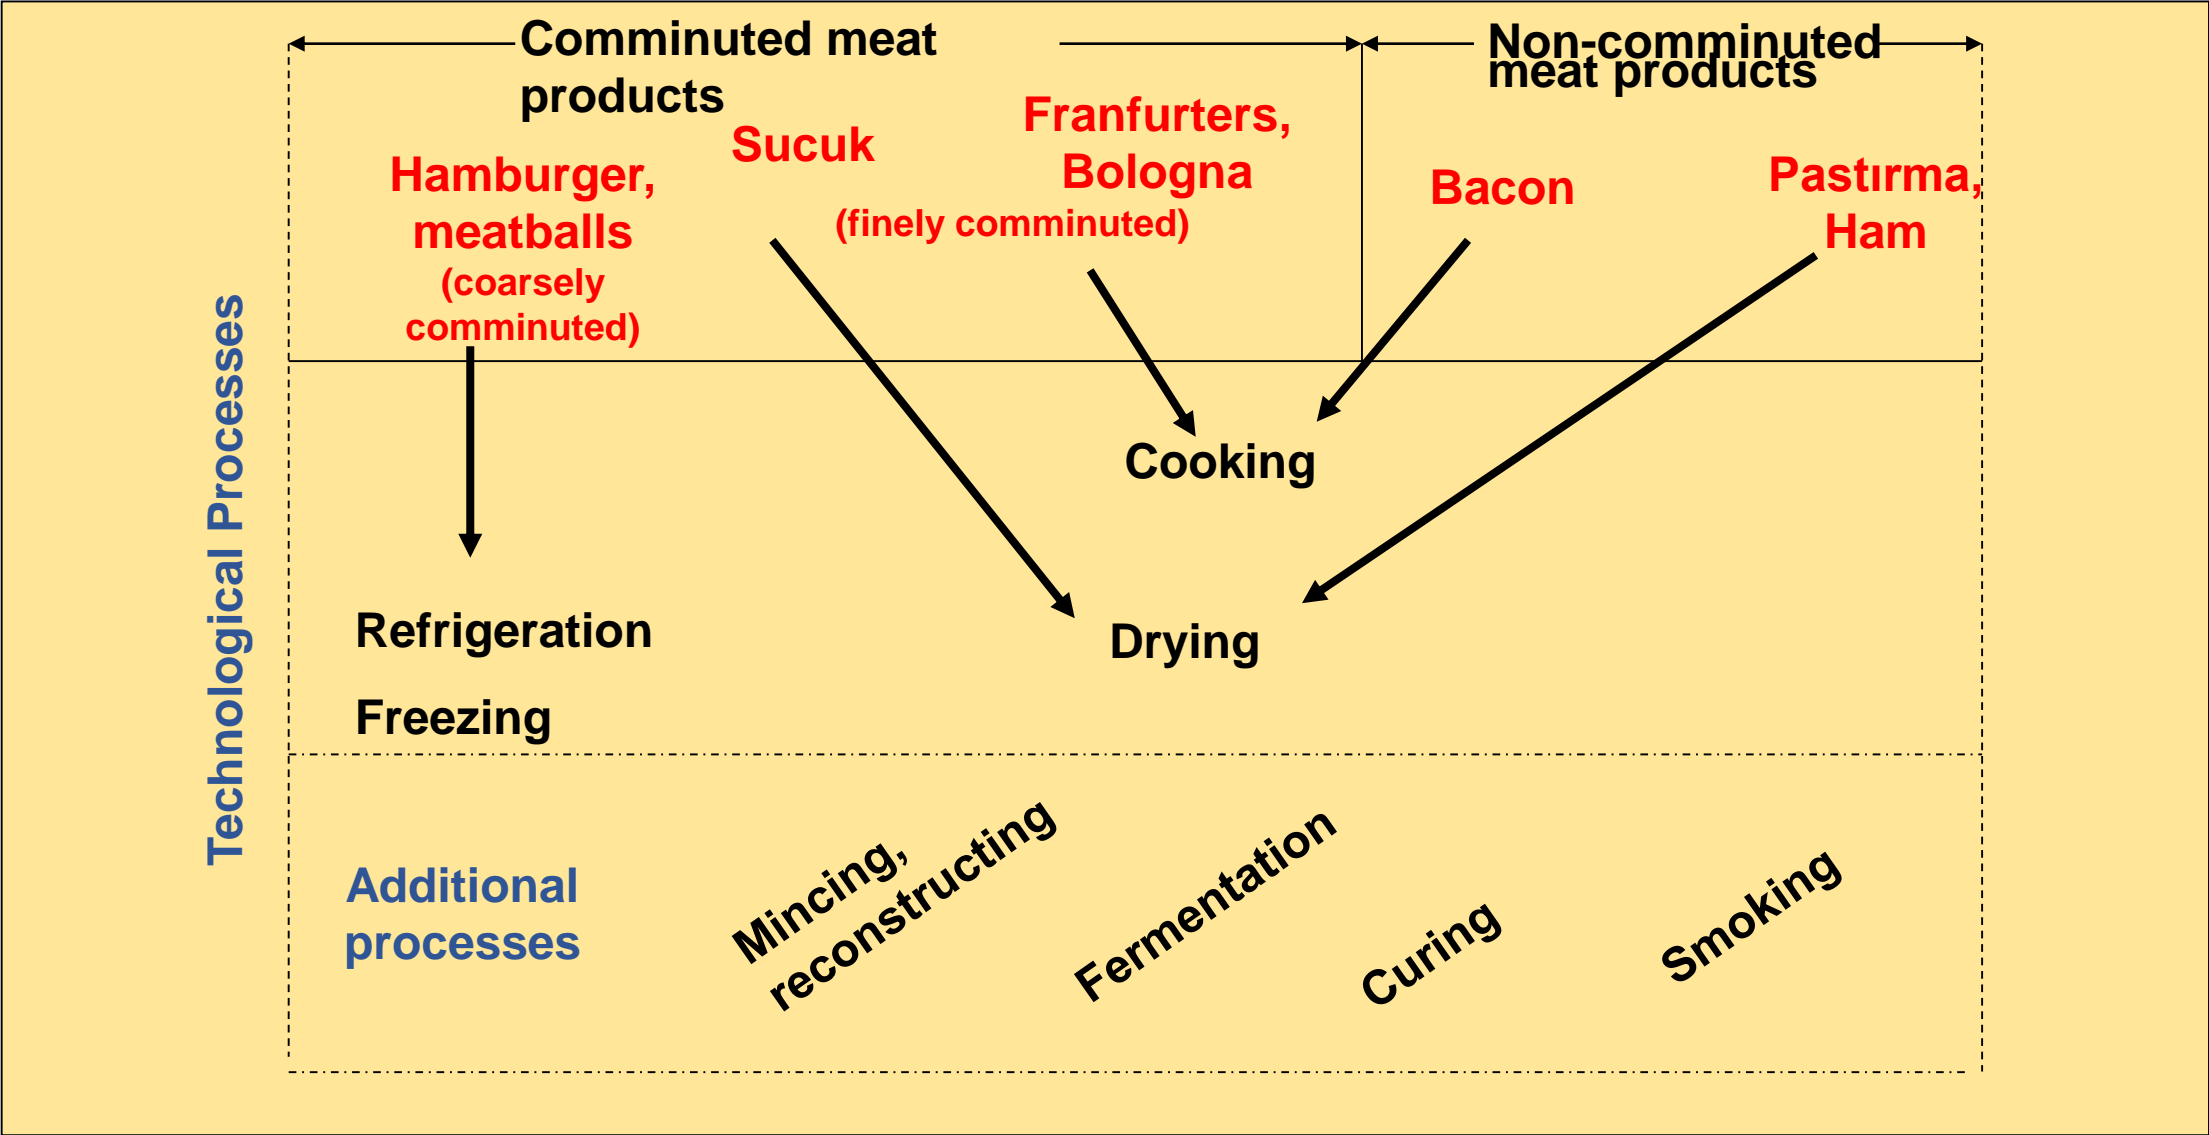 Comminuted meat
products
Non-comminuted
meat products
Hamburger,
meatballs
(coarsely
comminuted)
Sucuk
Franfurters,
Bologna
(finely comminuted)
Bacon
Pastırma,
Ham
Technological Processes
Cooking
Drying
Refrigeration
Freezing
Additional
processes
Mincing,
reconstructing
Fermentation
Curing
Smoking